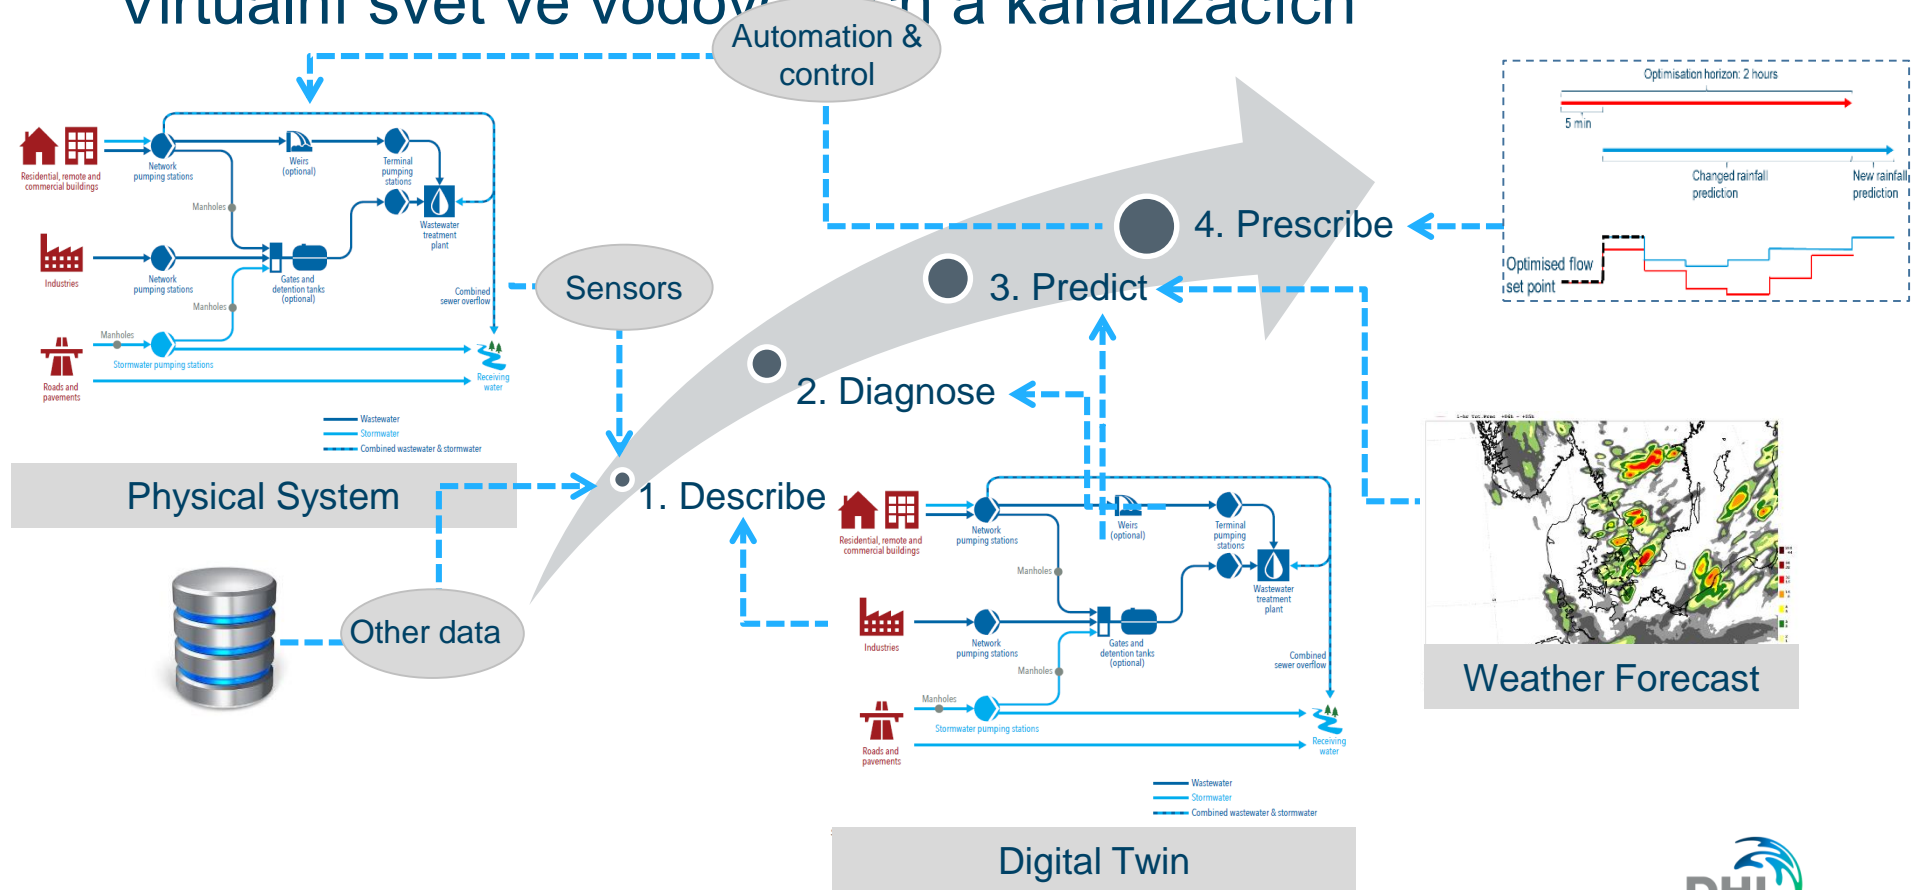 Virtuální svět ve vodovodech a kanalizacích
Automation &
control
Optimisation horizon: 2 hours
5 min
Changed rainfall
prediction
New rainfall
prediction
Optimised flow
set point
Residential, remote and
commercial buildings
Network
pumping stations
Weirs
(optional)
Terminal
pumping
stations
Manholes
Wastewater
treatment
plant
Industries
Network
pumping stations
Gates and
detention tanks
(optional)
Combined
sewer overflow
Manholes
Manholes
Stormwater pumping stations
Roads and
pavements
Receiving
water
Wastewater
Stormwater
Combined wastewater & stormwater
Physical System
Sensors
Other data
1. Describe
2. Diagnose
3. Predict
4. Prescribe
Residential, remote and
commercial buildings
Network
pumping stations
Weirs
(optional)
Terminal
pumping
stations
Manholes
Wastewater
treatment
plant
Industries
Network
pumping stations
Gates and
detention tanks
(optional)
Combined
sewer overflow
Manholes
Manholes
Stormwater pumping stations
Roads and
pavements
Receiving
water
Wastewater
Stormwater
Combined wastewater & stormwater
Digital Twin
Weather Forecast
DHI